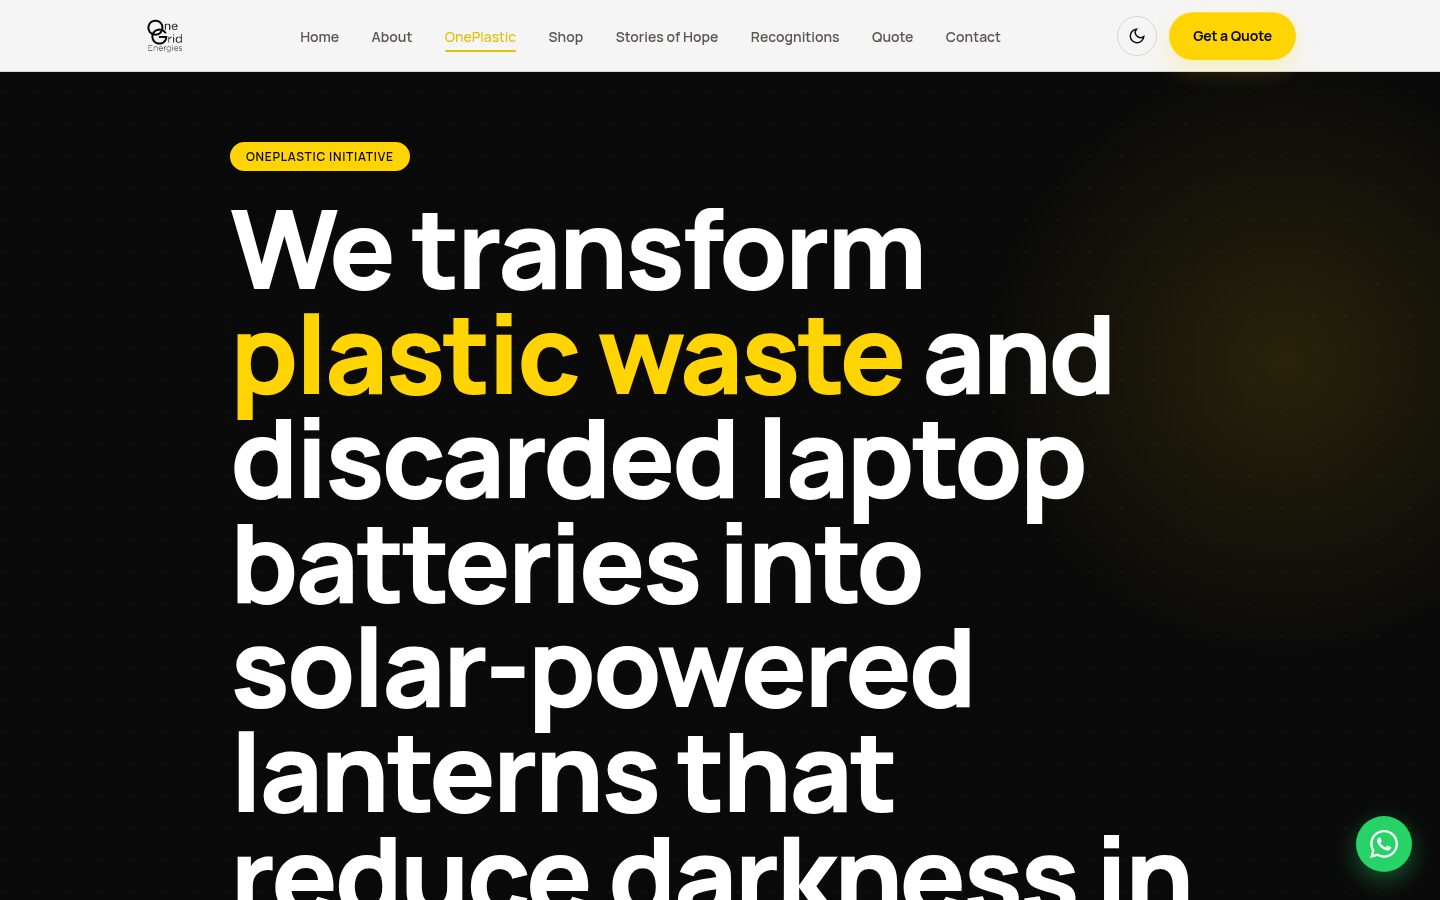 One
Grid
Energies
Home
About
OnePlastic
Shop
Stories of Hope
Recognitions
Quote
Contact
Get a Quote
ONEPLASTIC INITIATIVE
We transform
plastic waste and
discarded laptop
batteries into
solar-powered
lanterns that
reduce darkness in